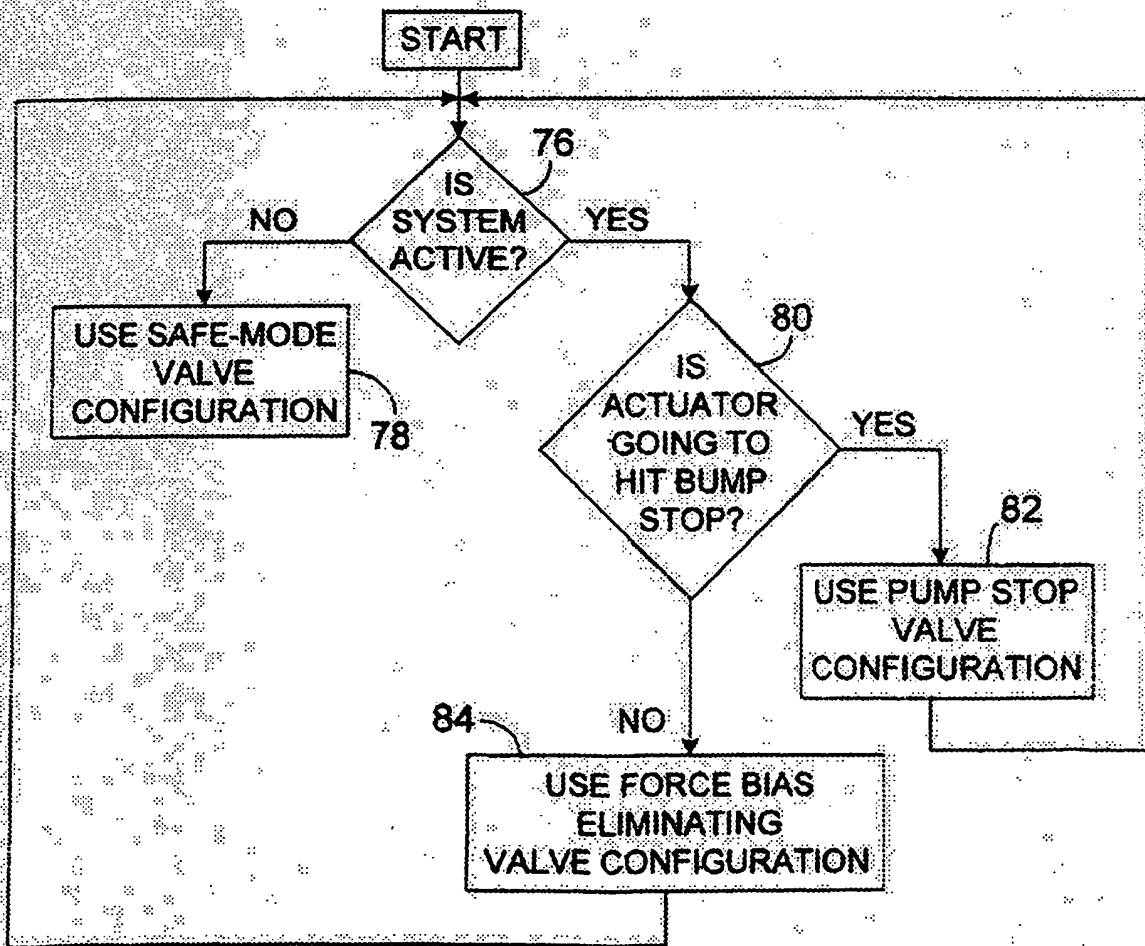 START
76
IS
SYSTEM
ACTIVE?
NO
YES
USE SAFE-MODE
VALVE
CONFIGURATION
78
80
IS
ACTUATOR
GOING TO
HIT BUMP
STOP?
YES
82
USE PUMP STOP
VALVE
CONFIGURATION
NO
84
USE FORCE BIAS
ELIMINATING
VALVE CONFIGURATION